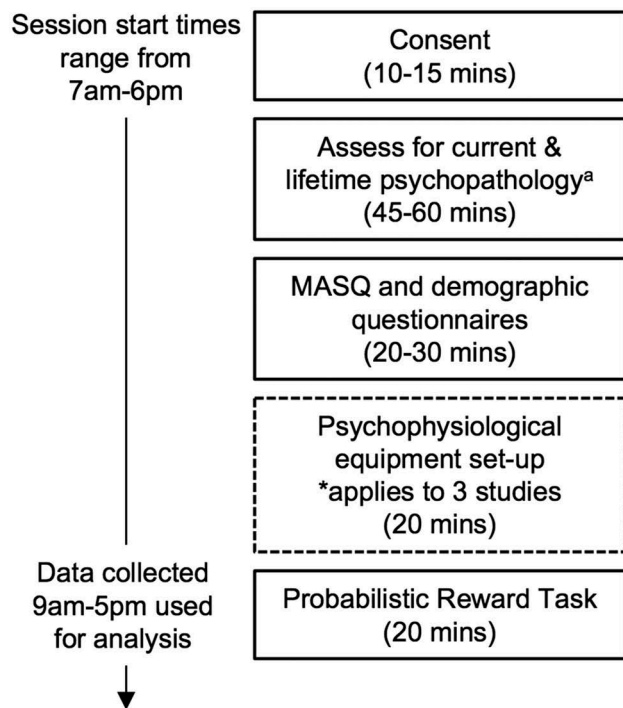 Session start times
range from
7am-6pm
Consent
(10-15 mins)
Assess for current &
lifetime psychopathologyᵃ
(45-60 mins)
MASQ and demographic
questionnaires
(20-30 mins)
Psychophysiological
equipment set-up
*applies to 3 studies
(20 mins)
Data collected
9am-5pm used
for analysis
Probabilistic Reward Task
(20 mins)